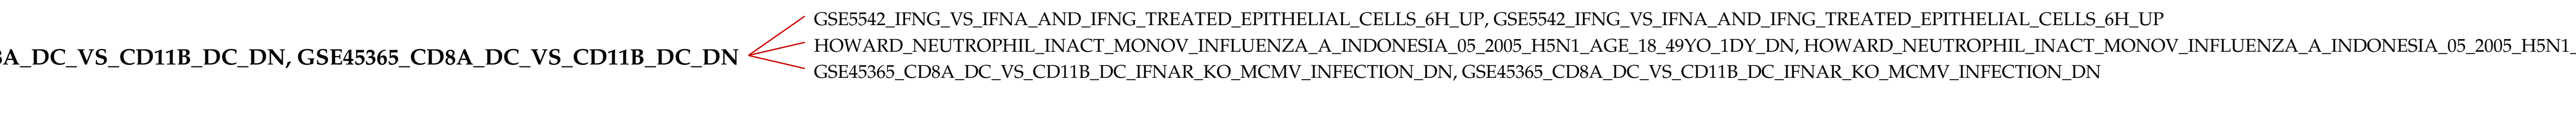 GSE5542_IFNG_VS_IFNA_AND_IFNG_TREATED_EPITHELIAL_CELLS_6H_UP, GSE5542_IFNG_VS_IFNA_AND_IFNG_TREATED_EPITHELIAL_CELLS_6H_UP
HOWARD_NEUTROPHIL_INACT_MONOV_INFLUENZA_A_INDONESIA_05_2005_H5N1_AGE_18_49YO_1DY_DN, HOWARD_NEUTROPHIL_INACT_MONOV_INFLUENZA_A_INDONESIA_05_2005_H5N1_
A_DC_VS_CD11B_DC_DN, GSE45365_CD8A_DC_VS_CD11B_DC_DN
GSE45365_CD8A_DC_VS_CD11B_DC_IFNAR_KO_MCMV_INFECTION_DN, GSE45365_CD8A_DC_VS_CD11B_DC_IFNAR_KO_MCMV_INFECTION_DN